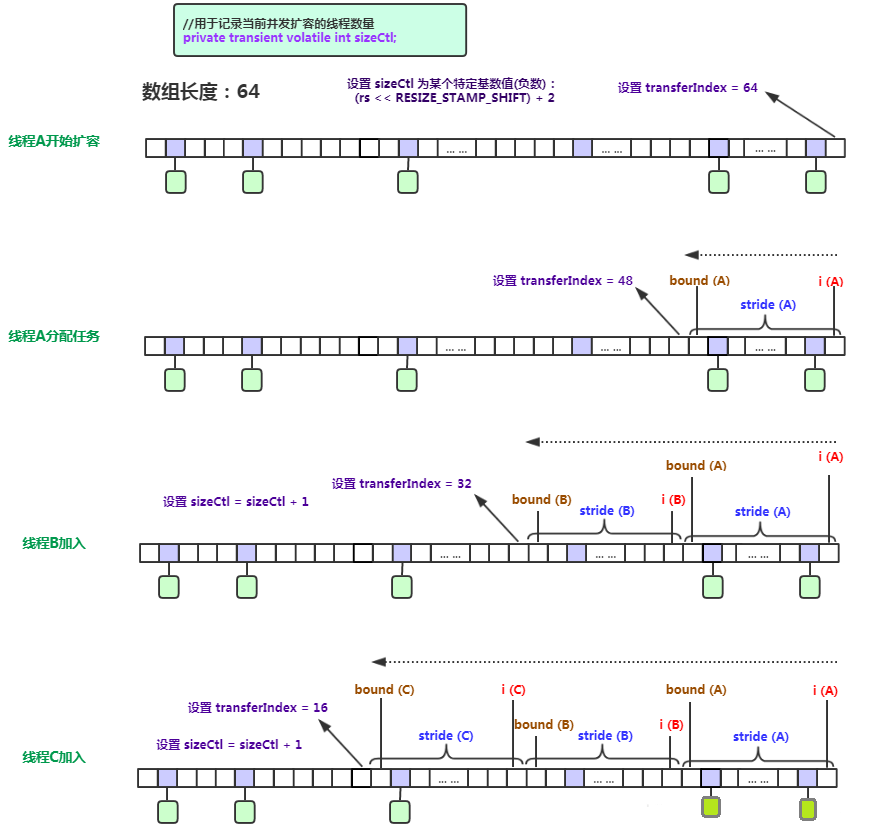 //用于记录当前并发扩容的线程数量
private transient volatile int sizeCtl;
数组长度：64
设置 sizeCtl 为某个特定基数值(负数)：
(rs << RESIZE_STAMP_SHIFT) + 2
设置 transferIndex = 64
线程A开始扩容
... ...
... ...
... ...
设置 transferIndex = 48
bound (A)
i (A)
stride (A)
线程A分配任务
... ...
... ...
... ...
设置 sizeCtl = sizeCtl + 1
设置 transferIndex = 32
bound (B)
stride (B)
i (B)
bound (A)
stride (A)
i (A)
线程B加入
... ...
... ...
... ...
设置 transferIndex = 16
设置 sizeCtl = sizeCtl + 1
bound (C)
i (C)
stride (C)
bound (B)
stride (B)
i (B)
bound (A)
stride (A)
i (A)
线程C加入
... ...
... ...
... ...